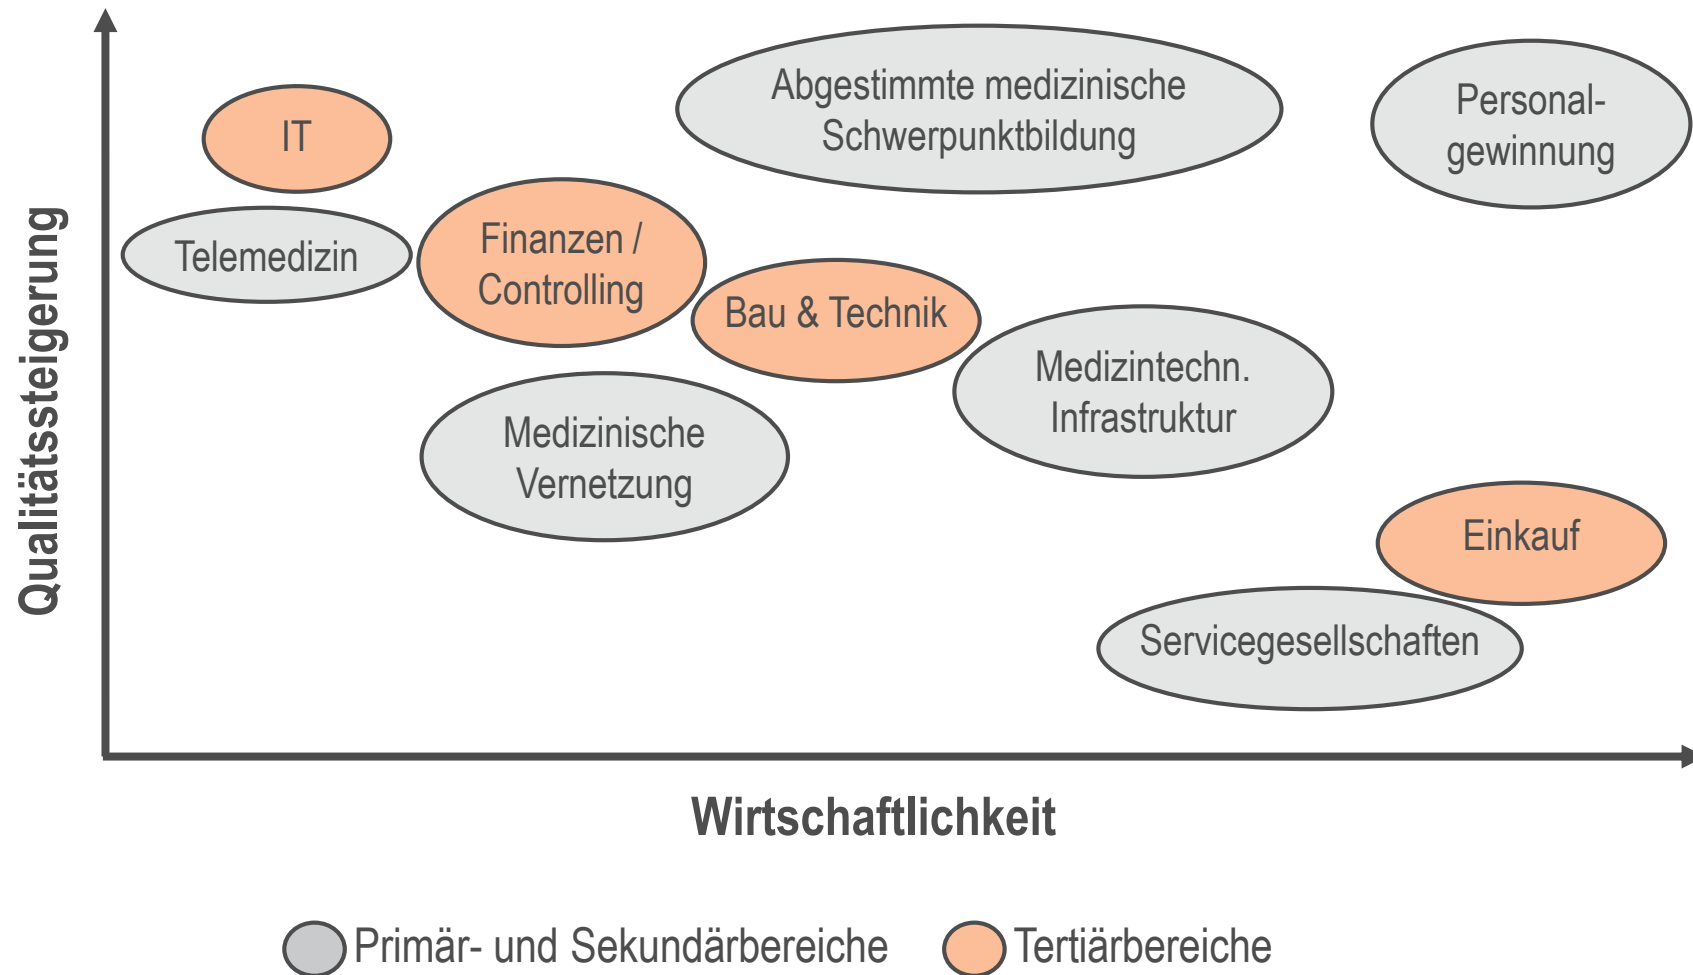 Abgestimmte medizinische
Schwerpunktbildung
Personal-
gewinnung
IT
Telemedizin
Finanzen /
Controlling
Bau & Technik
Medizintechn.
Infrastruktur
Medizinische
Vernetzung
Einkauf
Servicegesellschaften
Qualitätssteigerung
Wirtschaftlichkeit
Primär- und Sekundärbereiche
Tertiärbereiche